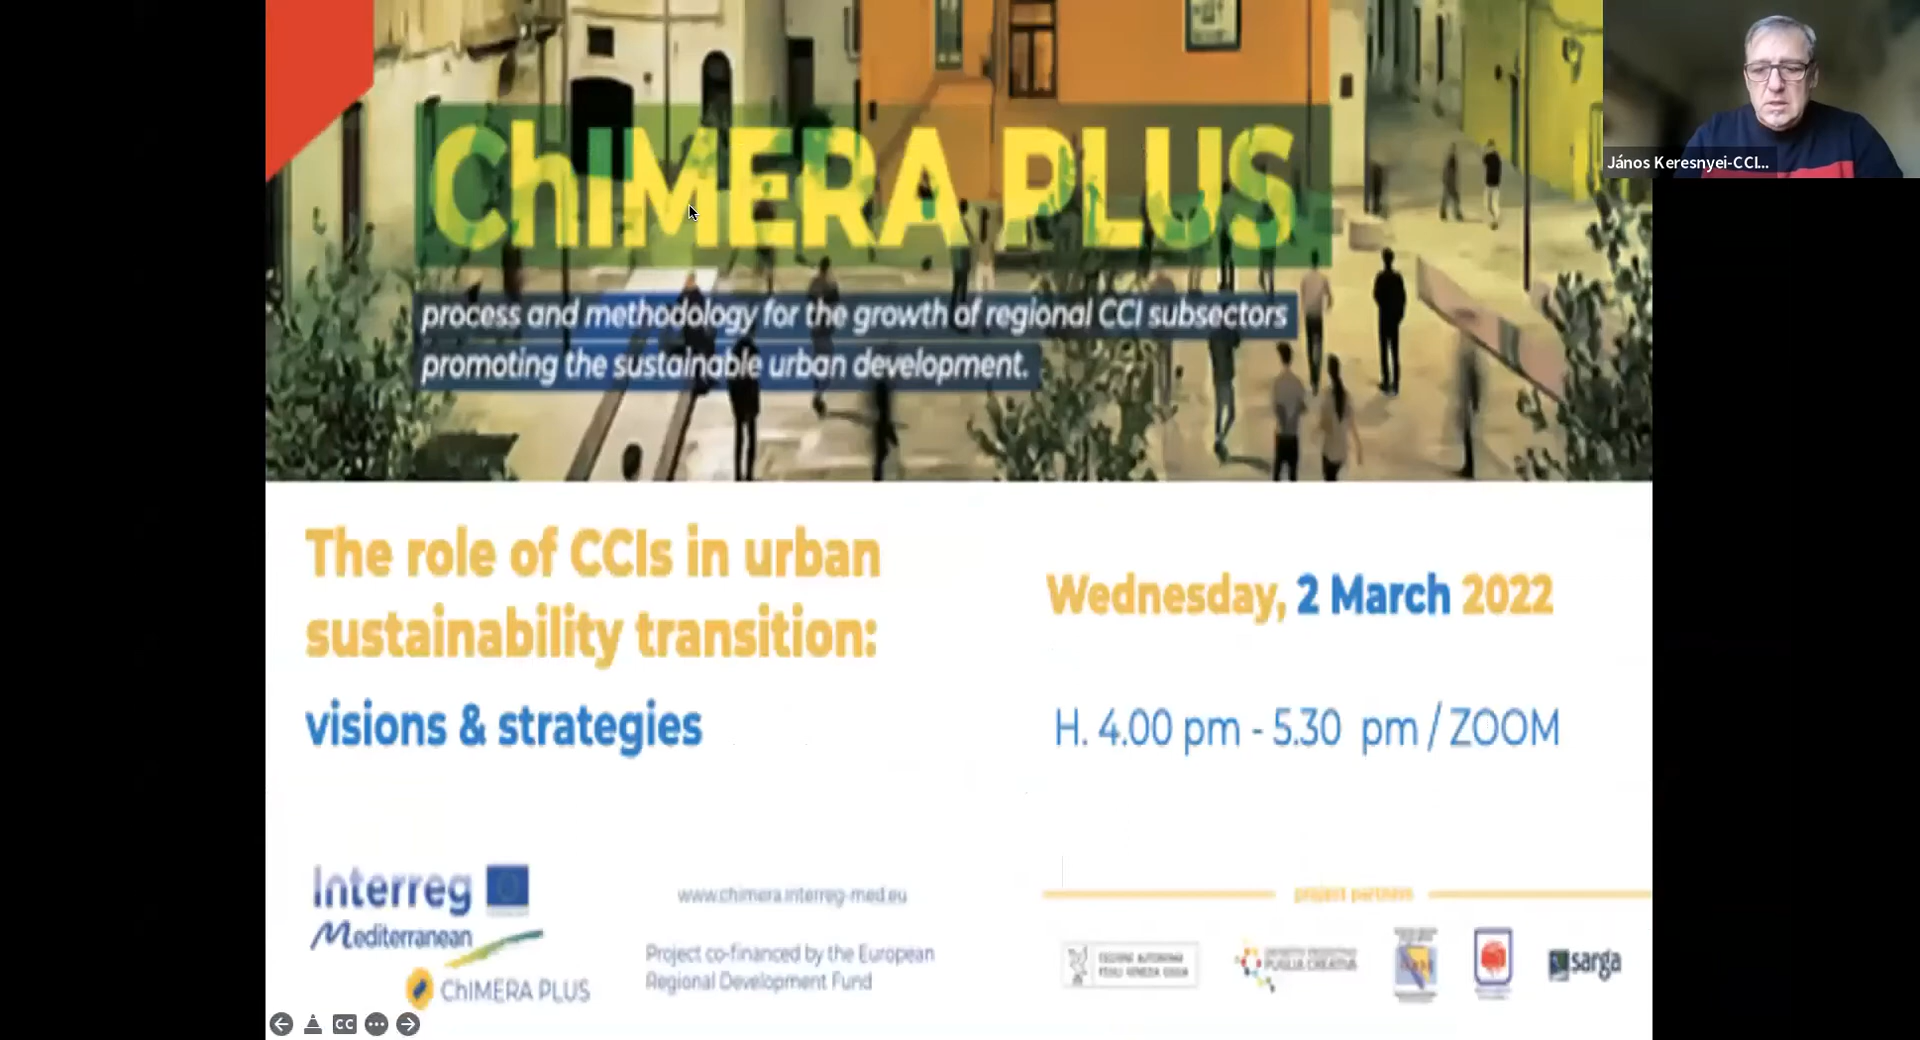 ChIMERA PLUS
process and methodology for the growth of regional CCI subsectors
promoting the sustainable urban development.
János Keresnyei-CCI...
The role of CCIs in urban
sustainability transition:
visions & strategies
Wednesday, 2 March 2022
H. 4.00 pm - 5.30 pm / ZOOM
Interreg
Mediterranean
ChIMERA PLUS
www.chimera.interreg-med.eu
Project co-financed by the European
Regional Development Fund
project partners
PUGLIA CREATIVA
sarga
CC